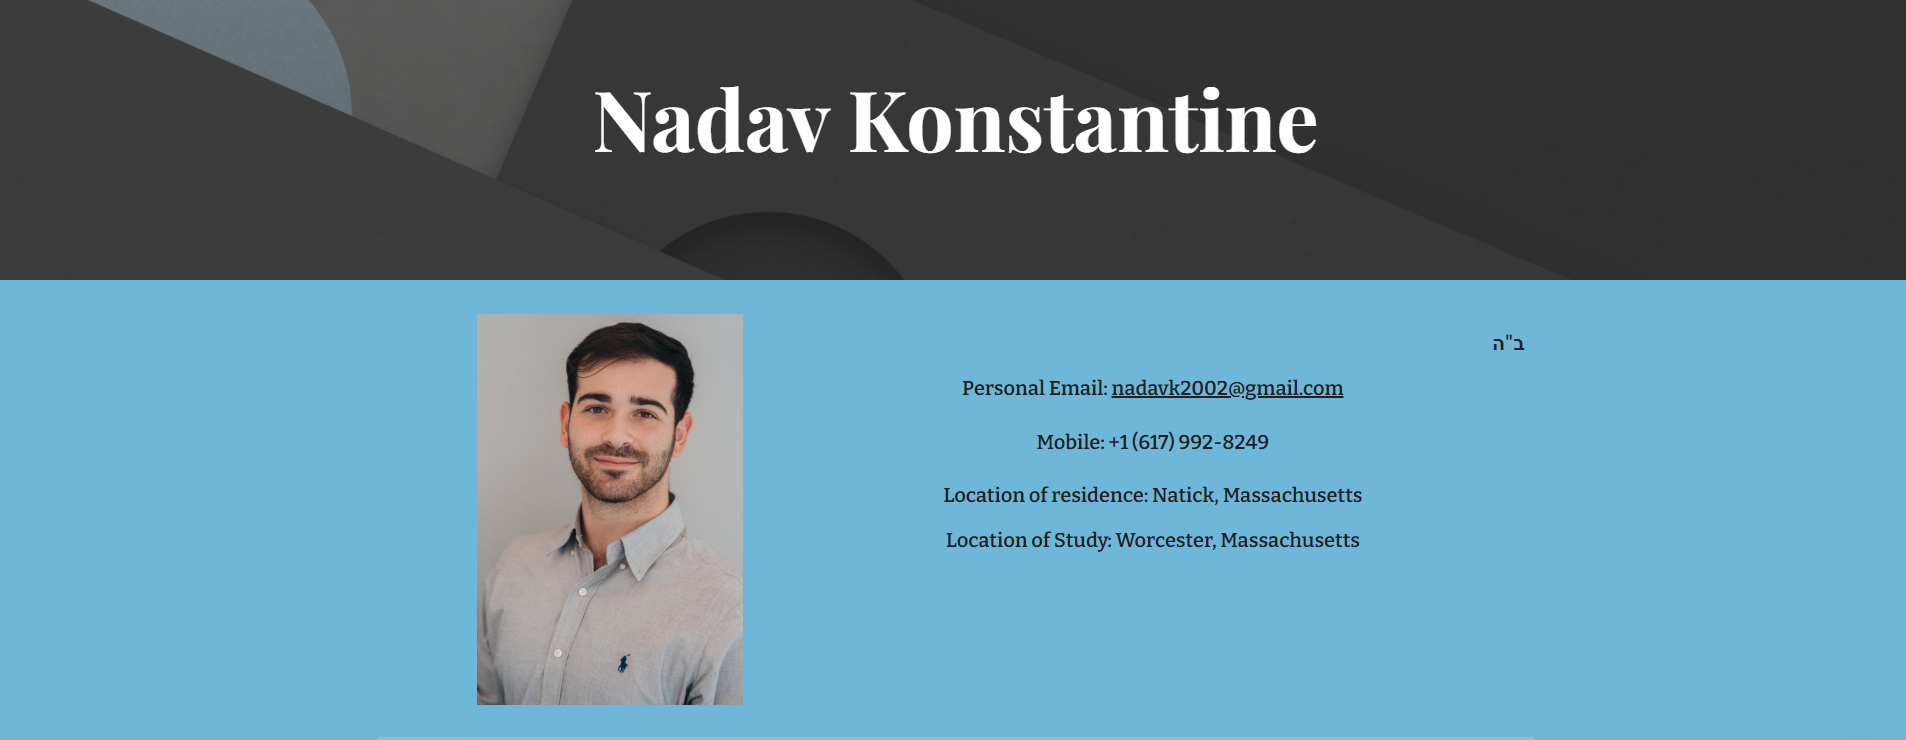 Nadav Konstantine
ב"ה
Personal Email: nadavk2002@gmail.com
Mobile: +1 (617) 992-8249
Location of residence: Natick, Massachusetts
Location of Study: Worcester, Massachusetts